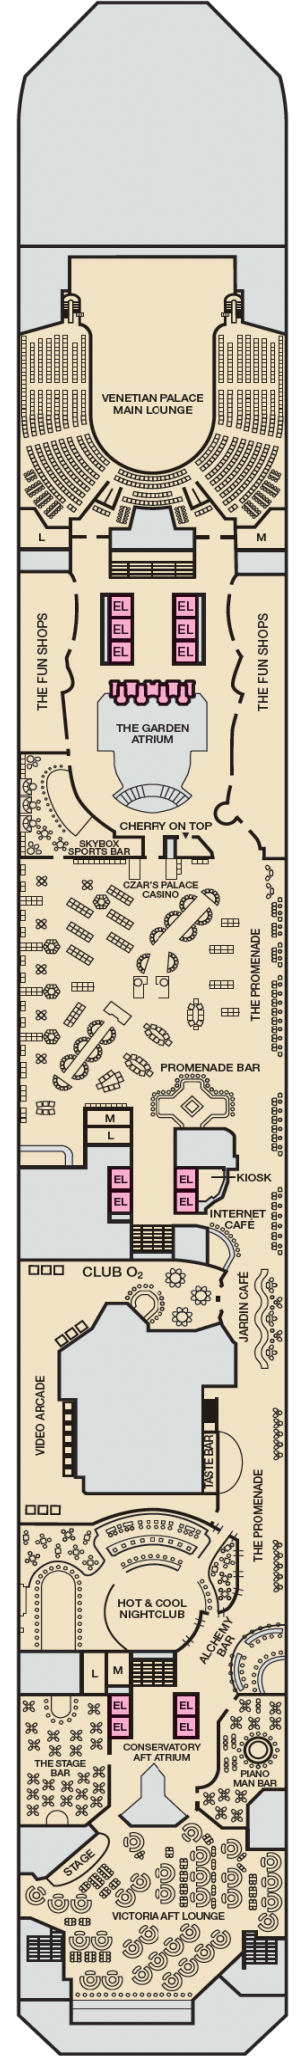 VENETIAN PALACE
MAIN LOUNGE
L
M
THE FUN SHOPS
EL
EL
EL
EL
EL
EL
THE FUN SHOPS
THE GARDEN
ATRIUM
CHERRY ON TOP
SKYBOX
SPORTS BAR
CZAR'S PALACE
CASINO
THE PROMENADE
PROMENADE BAR
M
L
EL
EL
EL
EL
KIOSK
INTERNET
CAFÉ
CLUB O2
JARDIN CAFÉ
VIDEO ARCADE
TASTE BAR
THE PROMENADE
HOT & COOL
NIGHTCLUB
ALCHEMY
BAR
L
M
EL
EL
EL
EL
CONSERVATORY
AFT ATRIUM
THE STAGE
BAR
PIANO
MAN BAR
STAGE
VICTORIA AFT LOUNGE